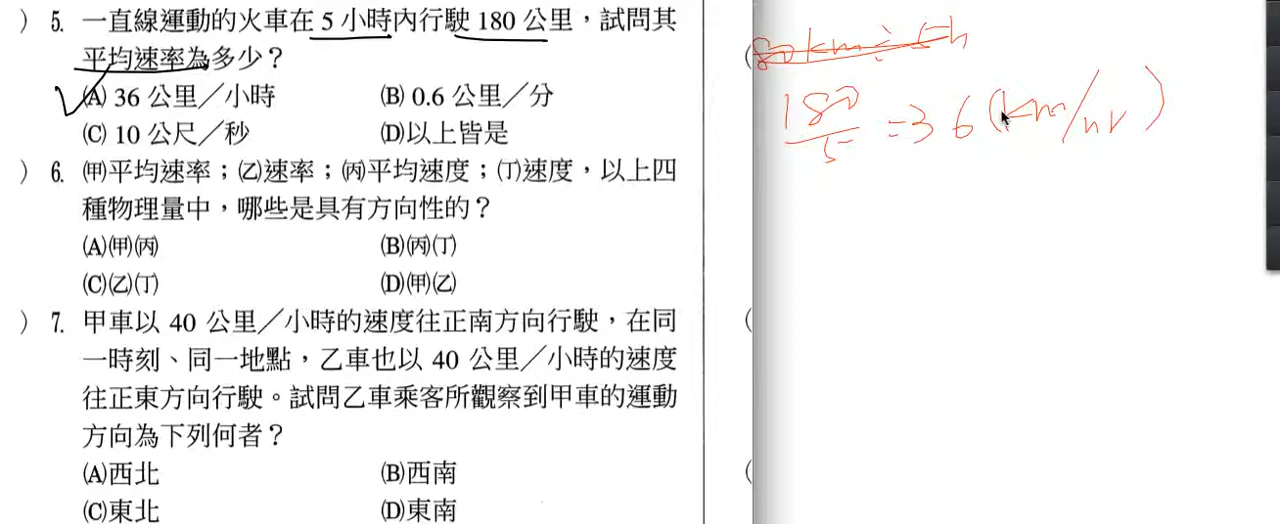 ) 5. 一直線運動的火車在 5 小時內行駛 180 公里，試問其
平均速率為多少？
(A) 36 公里／小時 (B) 0.6 公里／分
(C) 10 公尺／秒 (D)以上皆是
) 6. ㈙平均速率；㈚速率；㈛平均速度；㈜速度，以上四
種物理量中，哪些是具有方向性的？
(A)(甲)(丙) (B)(丙)(丁)
(C)(乙)(丁) (D)(甲)(乙)
) 7. 甲車以 40 公里／小時的速度往正南方向行駛，在同
一時刻、同一地點，乙車也以 40 公里／小時的速度
往正東方向行駛。試問乙車乘客所觀察到甲車的運動
方向為下列何者？
(A)西北 (B)西南
(C)東北 (D)東南
(
80km÷5h
180
5
=36 (km/hr)
(
(